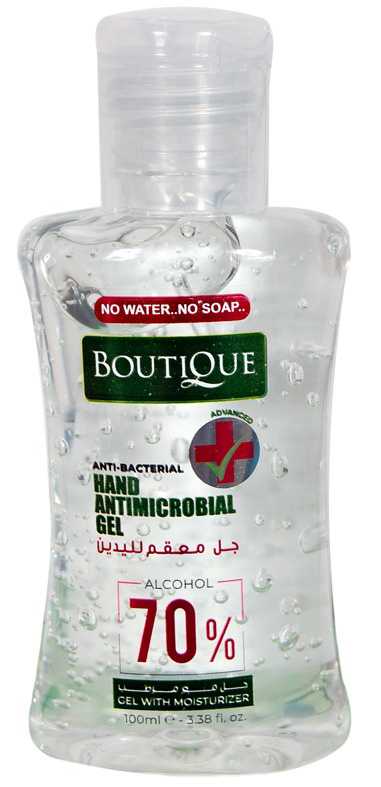 NO WATER..NO SOAP..
BOUTIQUE
ADVANCED
ANTI-BACTERIAL
HAND
ANTIMICROBIAL
GEL
جل معقم لليدين
ALCOHOL
70%
جل مع مرطب
GEL WITH MOISTURIZER
100ml ℮ - 3.38 fl. oz.